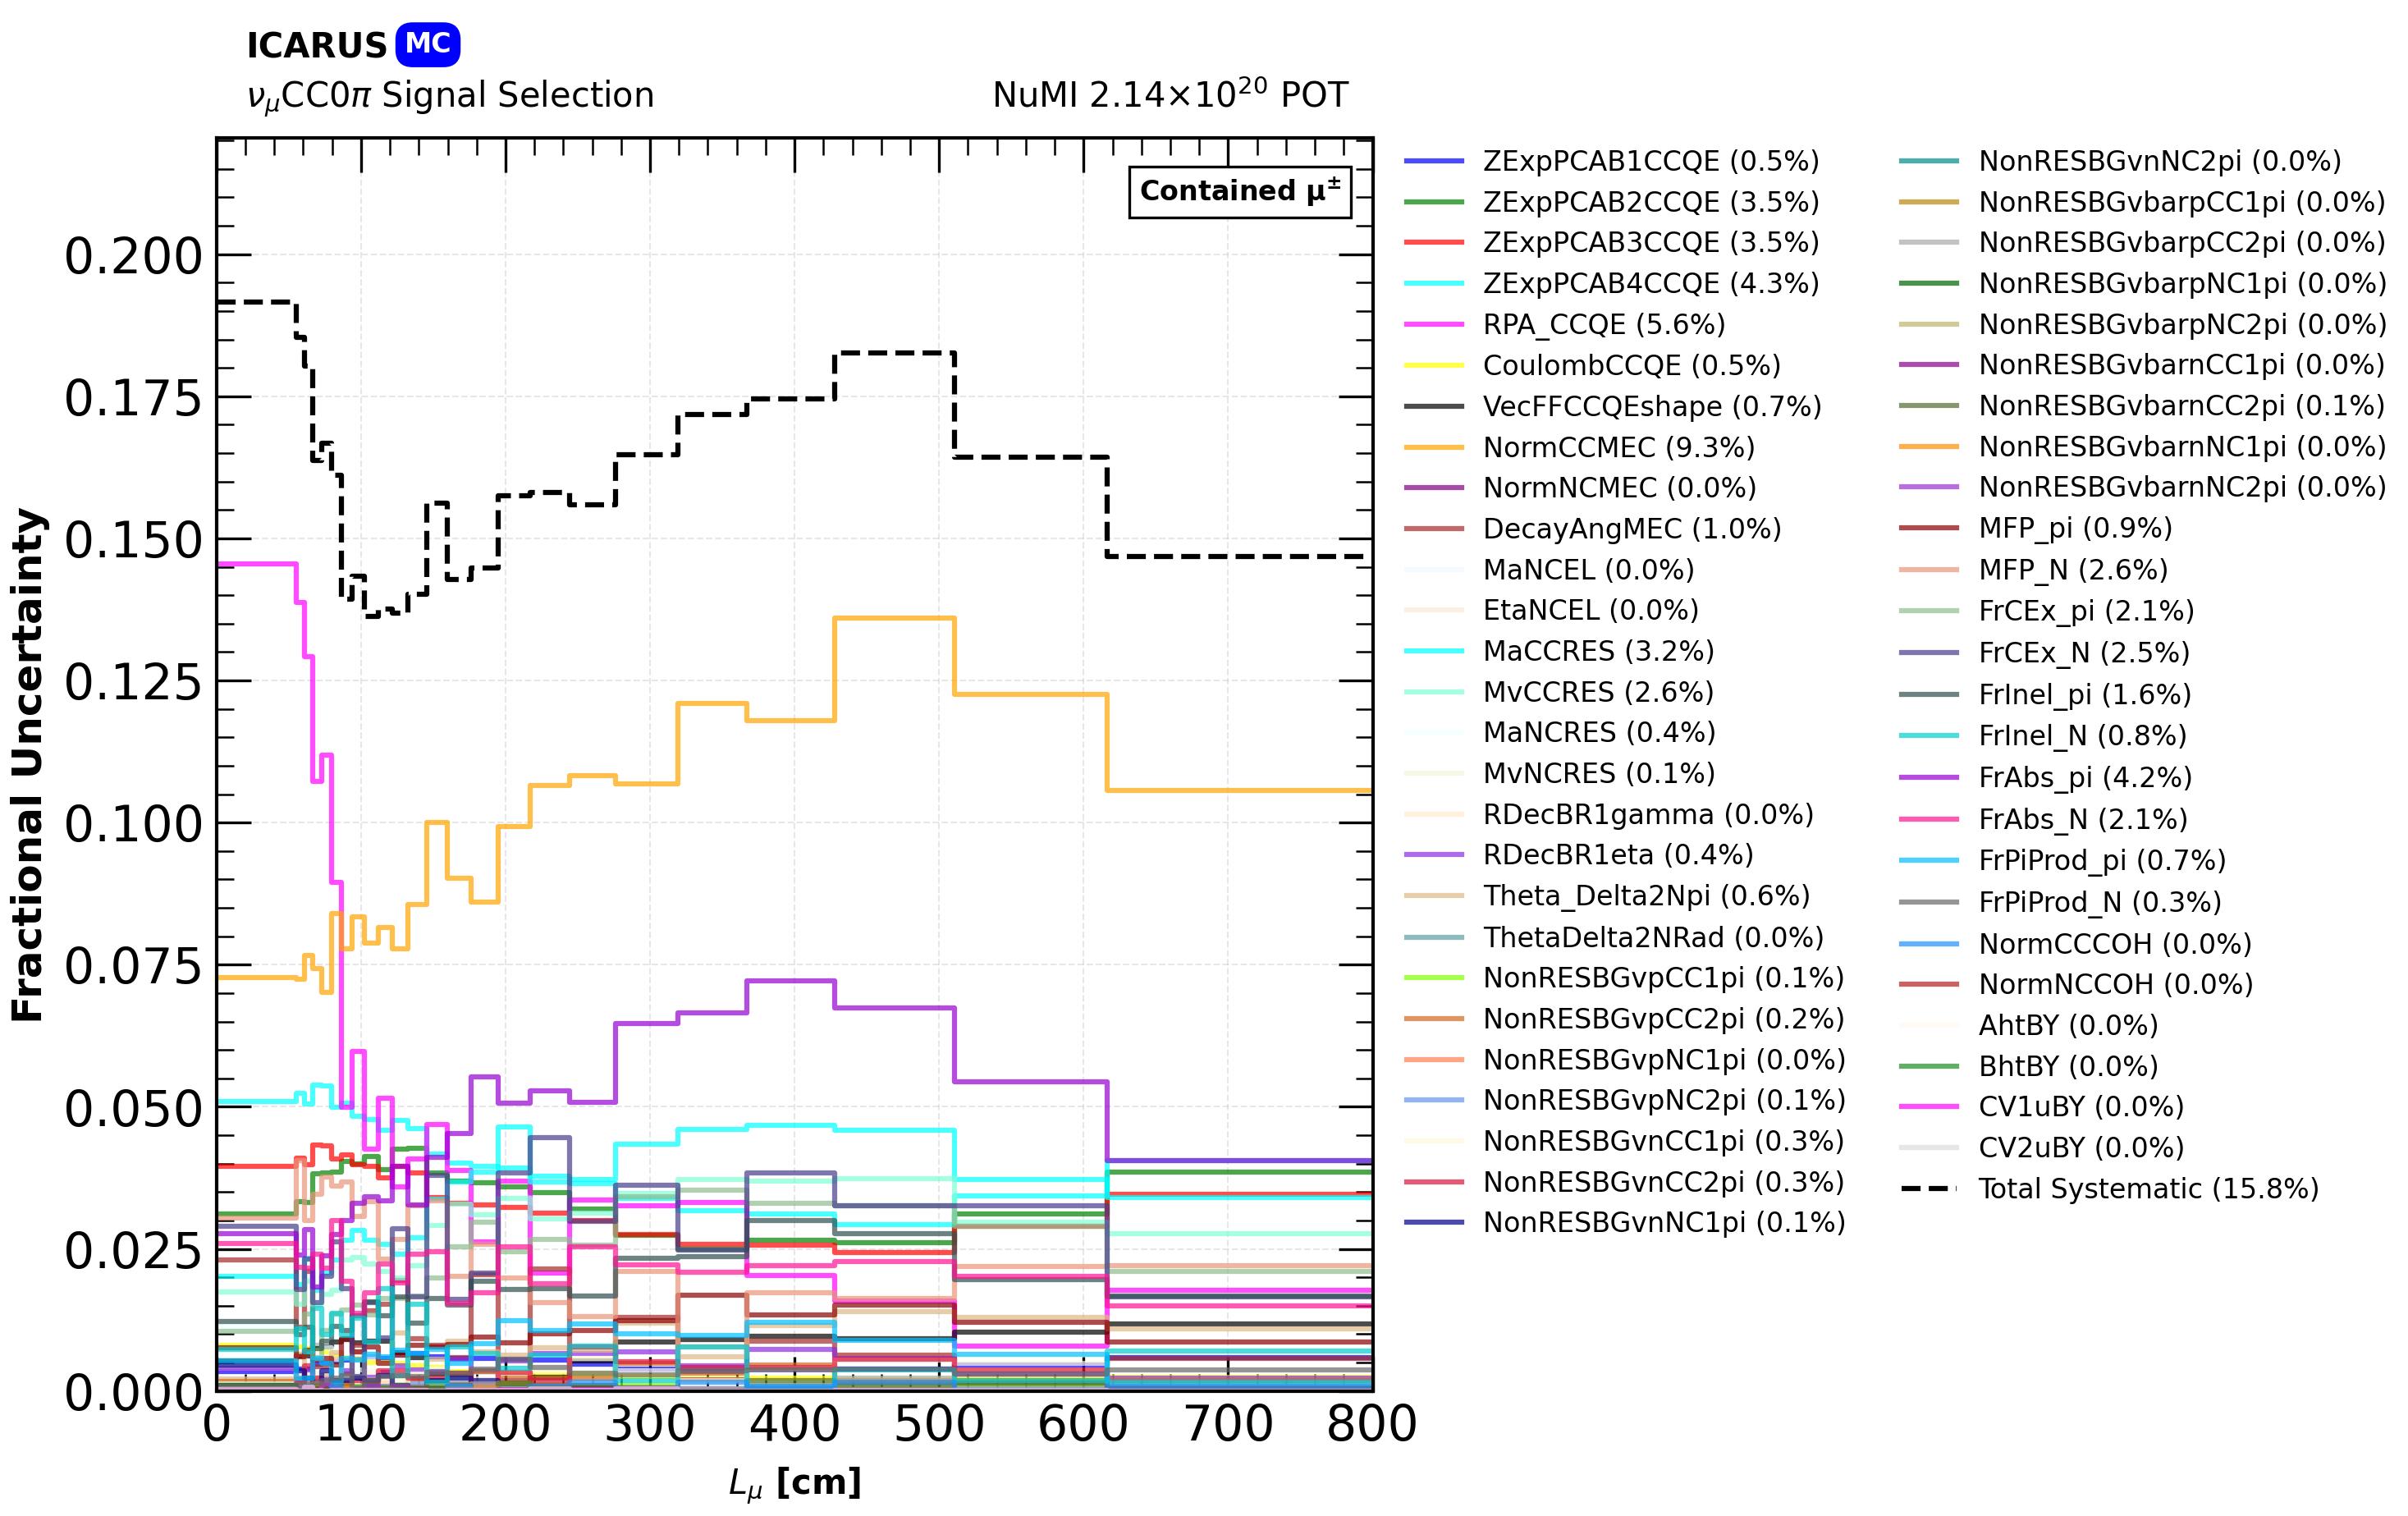 ICARUS MC
νμCC0π Signal Selection
NuMI 2.14×10²⁰ POT
Contained μ±
Fractional Uncertainty
0.200
0.175
0.150
0.125
0.100
0.075
0.050
0.025
0.000
0 100 200 300 400 500 600 700 800
Lμ [cm]
ZExpPCAB1CCQE (0.5%)
ZExpPCAB2CCQE (3.5%)
ZExpPCAB3CCQE (3.5%)
ZExpPCAB4CCQE (4.3%)
RPA_CCQE (5.6%)
CoulombCCQE (0.5%)
VecFFCCQEshape (0.7%)
NormCCMEC (9.3%)
NormNCMEC (0.0%)
DecayAngMEC (1.0%)
MaNCEL (0.0%)
EtaNCEL (0.0%)
MaCCRES (3.2%)
MvCCRES (2.6%)
MaNCRES (0.4%)
MvNCRES (0.1%)
RDecBR1gamma (0.0%)
RDecBR1eta (0.4%)
Theta_Delta2Npi (0.6%)
ThetaDelta2NRad (0.0%)
NonRESBGvpCC1pi (0.1%)
NonRESBGvpCC2pi (0.2%)
NonRESBGvpNC1pi (0.0%)
NonRESBGvpNC2pi (0.1%)
NonRESBGvnCC1pi (0.3%)
NonRESBGvnCC2pi (0.3%)
NonRESBGvnNC1pi (0.1%)
NonRESBGvnNC2pi (0.0%)
NonRESBGvbarpCC1pi (0.0%)
NonRESBGvbarpCC2pi (0.0%)
NonRESBGvbarpNC1pi (0.0%)
NonRESBGvbarpNC2pi (0.0%)
NonRESBGvbarnCC1pi (0.0%)
NonRESBGvbarnCC2pi (0.1%)
NonRESBGvbarnNC1pi (0.0%)
NonRESBGvbarnNC2pi (0.0%)
MFP_pi (0.9%)
MFP_N (2.6%)
FrCEx_pi (2.1%)
FrCEx_N (2.5%)
FrInel_pi (1.6%)
FrInel_N (0.8%)
FrAbs_pi (4.2%)
FrAbs_N (2.1%)
FrPiProd_pi (0.7%)
FrPiProd_N (0.3%)
NormCCCOH (0.0%)
NormNCCOH (0.0%)
AhtBY (0.0%)
BhtBY (0.0%)
CV1uBY (0.0%)
CV2uBY (0.0%)
Total Systematic (15.8%)